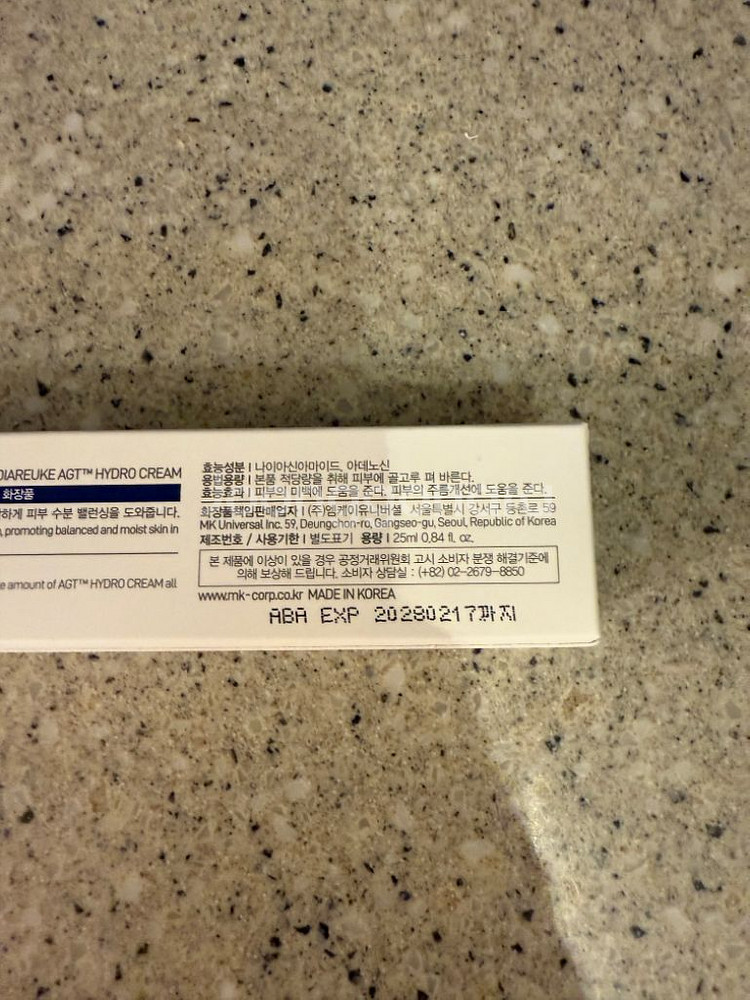 DIAREUKE AGT™ HYDRO CREAM
화장품
하게 피부 수분 밸런싱을 도와줍니다.
, promoting balanced and moist skin in
e amount of AGT™ HYDRO CREAM all
효능성분 | 나이아신아마이드, 아데노신
용법용량 | 본품 적당량을 취해 피부에 골고루 펴 바른다.
효능효과 | 피부의 미백에 도움을 준다. 피부의 주름개선에 도움을 준다.
화장품책임판매업자 | (주)엠케이유니버셜 서울특별시 강서구 등촌로 59
MK Universal Inc. 59, Deungchon-ro, Gangseo-gu, Seoul, Republic of Korea
제조번호 / 사용기한 | 별도표기 용량 | 25ml 0.84 fl. oz.
본 제품에 이상이 있을 경우 공정거래위원회 고시 소비자 분쟁 해결기준에
의해 보상해 드립니다. 소비자 상담실 : (+82) 02-2679-8850
www.mk-corp.co.kr MADE IN KOREA
ABA EXP 20280217까지